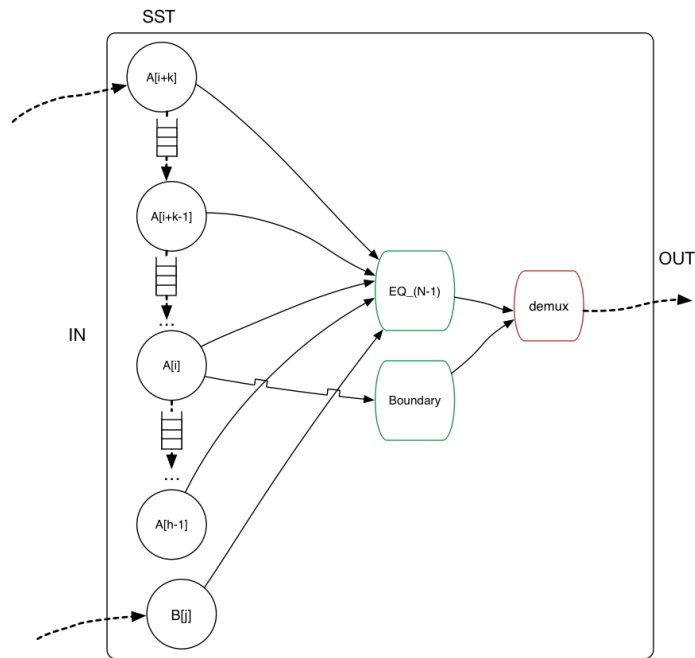 SST
A[i+k]
A[i+k-1]
OUT
EQ_(N-1)
demux
...
IN
A[i]
Boundary
...
A[h-1]
B[j]